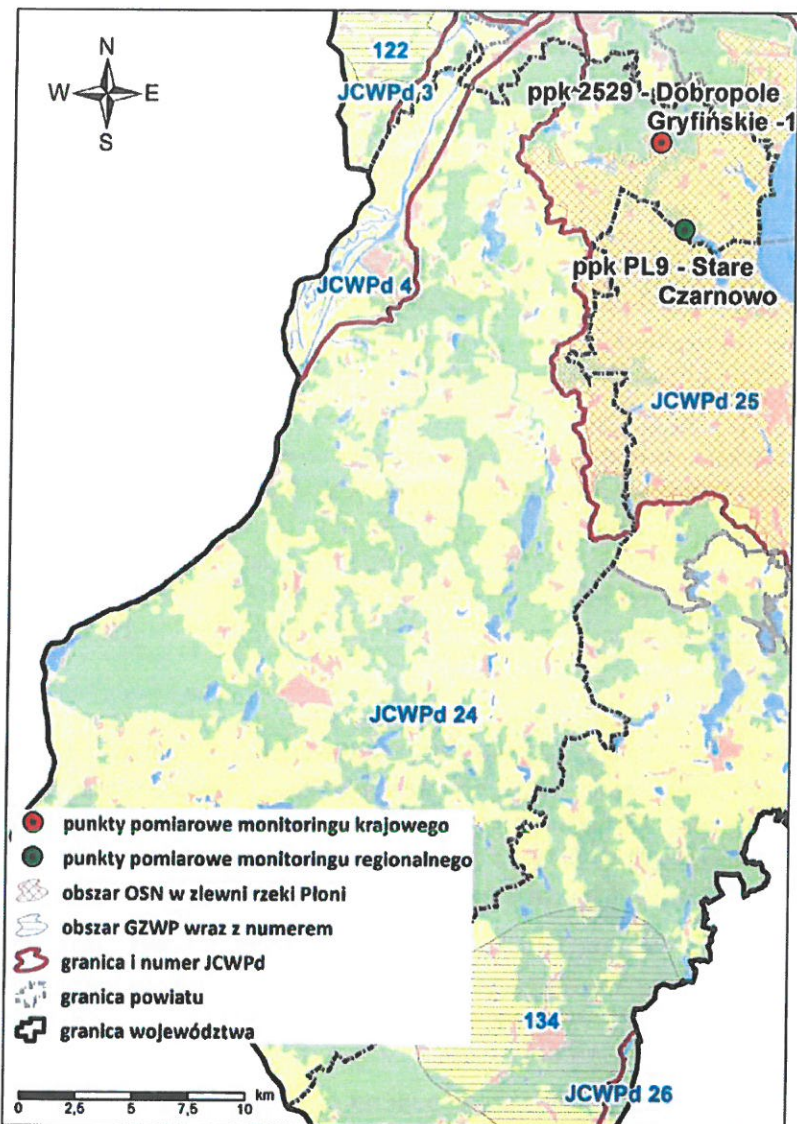 N
W E
S
122
JCWPd 3
ppk 2529 - Dobropole
Gryfińskie -1
ppk PL9 - Stare
Czarnowo
JCWPd 4
JCWPd 25
JCWPd 24
punkty pomiarowe monitoringu krajowego
punkty pomiarowe monitoringu regionalnego
obszar OSN w zlewni rzeki Płoni
obszar GZWP wraz z numerem
granica i numer JCWPd
granica powiatu
granica województwa
134
JCWPd 26
km
0 2,5 5 7,5 10